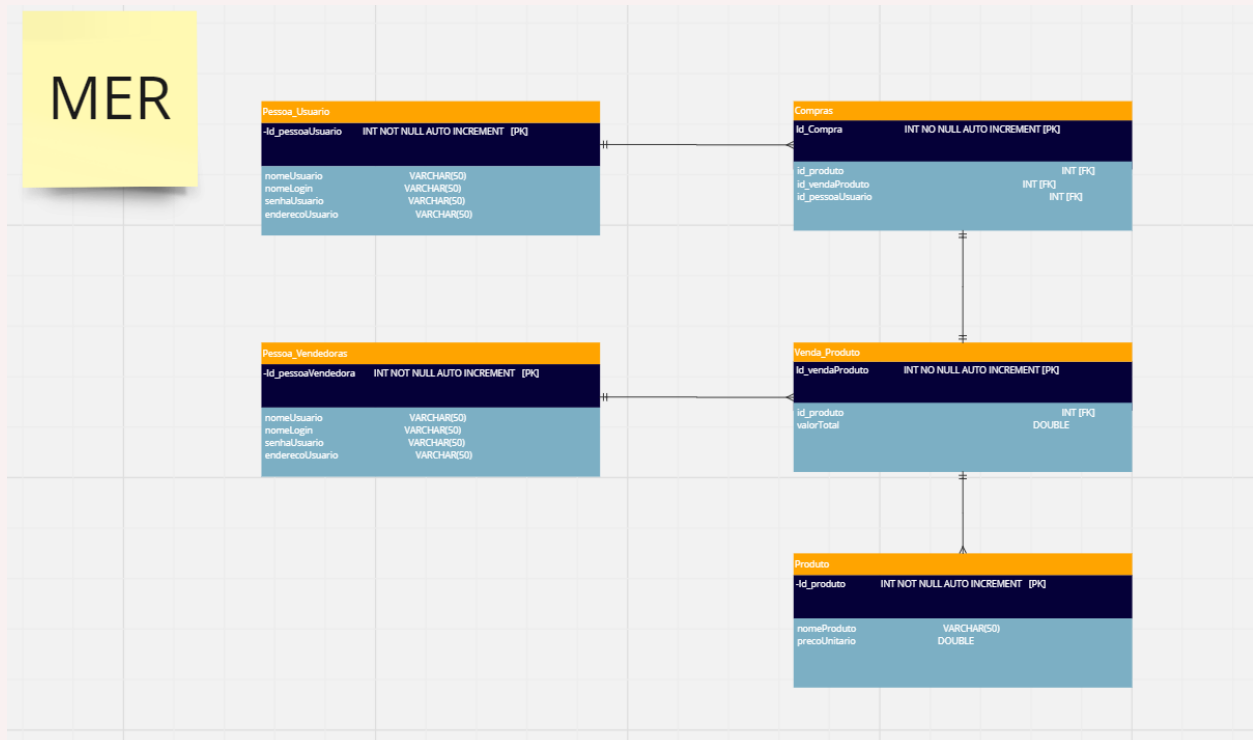 MER
Pessoa_Usuario
-Id_pessoaUsuario INT NOT NULL AUTO INCREMENT [PK]
nomeUsuario VARCHAR(50)
nomeLogin VARCHAR(50)
senhaUsuario VARCHAR(50)
enderecoUsuario VARCHAR(50)
Compras
Id_Compra INT NO NULL AUTO INCREMENT [PK]
id_produto INT [FK]
id_vendaProduto INT [FK]
id_pessoaUsuario INT [FK]
Pessoa_Vendedoras
-Id_pessoaVendedora INT NOT NULL AUTO INCREMENT [PK]
nomeUsuario VARCHAR(50)
nomeLogin VARCHAR(50)
senhaUsuario VARCHAR(50)
enderecoUsuario VARCHAR(50)
Venda_Produto
Id_vendaProduto INT NO NULL AUTO INCREMENT [PK]
id_produto INT [FK]
valorTotal DOUBLE
Produto
-Id_produto INT NOT NULL AUTO INCREMENT [PK]
nomeProduto VARCHAR(50)
precoUnitario DOUBLE